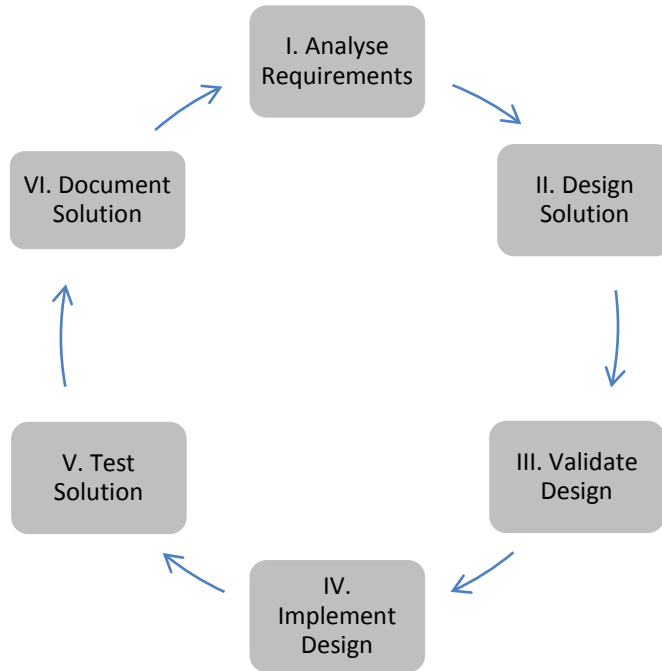 I. Analyse
Requirements
II. Design
Solution
III. Validate
Design
IV.
Implement
Design
V. Test
Solution
VI. Document
Solution